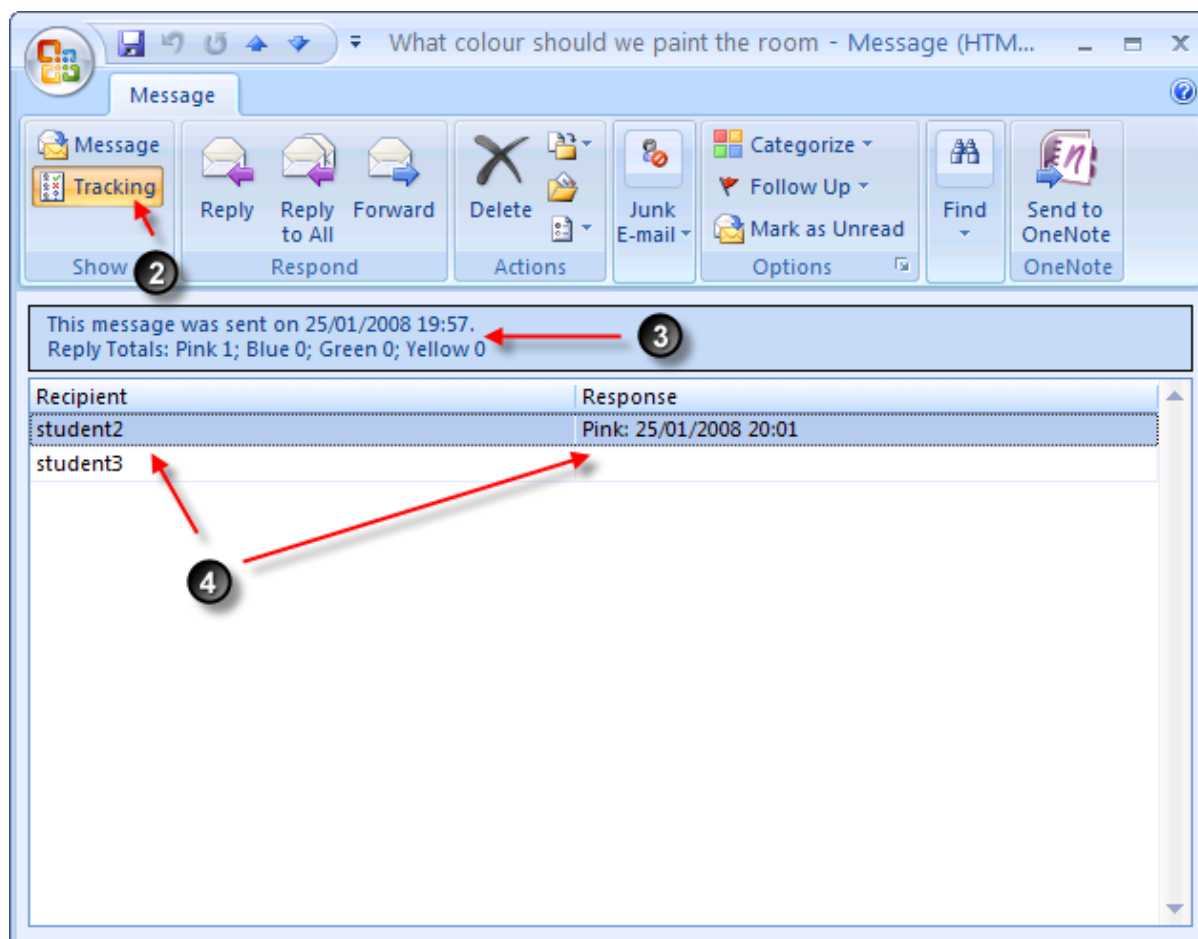 What colour should we paint the room - Message (HTM...
Message
Message
Tracking
Show
2
Reply
Reply to All
Forward
Respond
Delete
Actions
Junk E-mail
Categorize
Follow Up
Mark as Unread
Options
Find
Send to OneNote
OneNote
This message was sent on 25/01/2008 19:57.
Reply Totals: Pink 1; Blue 0; Green 0; Yellow 0
3
Recipient Response
student2 Pink: 25/01/2008 20:01
student3
4